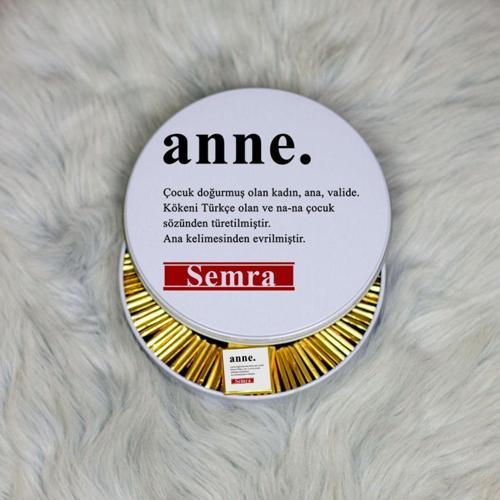 anne.
Çocuk doğurmuş olan kadın, ana, valide.
Kökeni Türkçe olan ve na-na çocuk
sözünden türetilmiştir.
Ana kelimesinden evrilmiştir.
Semra
anne.
Semra